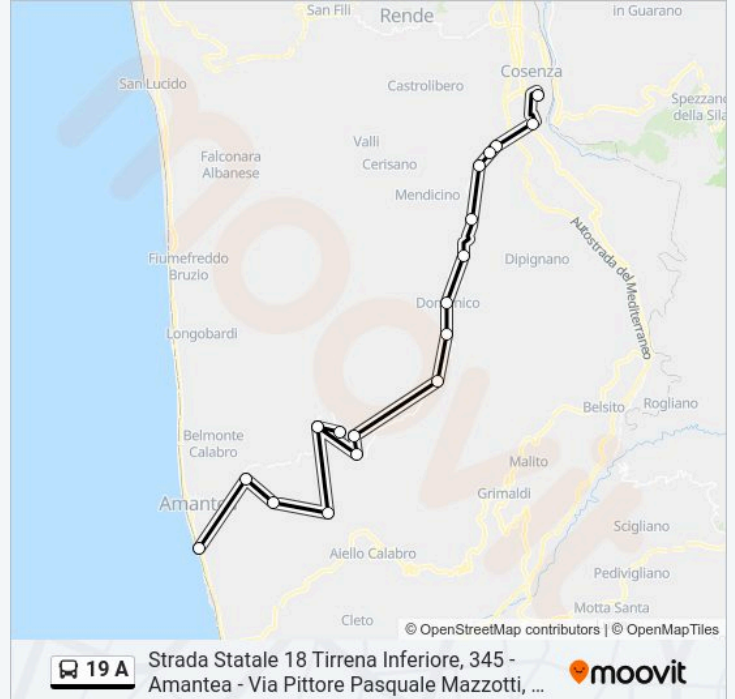 San Fili
Rende
in Guarano
San Lucido
Castrolibero
Cosenza
Spezzano
della Sila
Valli
Cerisano
Falconara
Albanese
Mendicino
Autostrada del Mediterraneo
Fiumefreddo
Bruzio
Dipignano
Domanico
Longobardi
Belsito
Rogliano
Belmonte
Calabro
Malito
Grimaldi
Amantea
Scigliano
Aiello Calabro
Pedivigliano
Motta Santa
Cleto
moovit
© OpenStreetMap contributors | © OpenMapTiles
19 A
Strada Statale 18 Tirrena Inferiore, 345 -
Amantea - Via Pittore Pasquale Mazzotti, ...
moovit